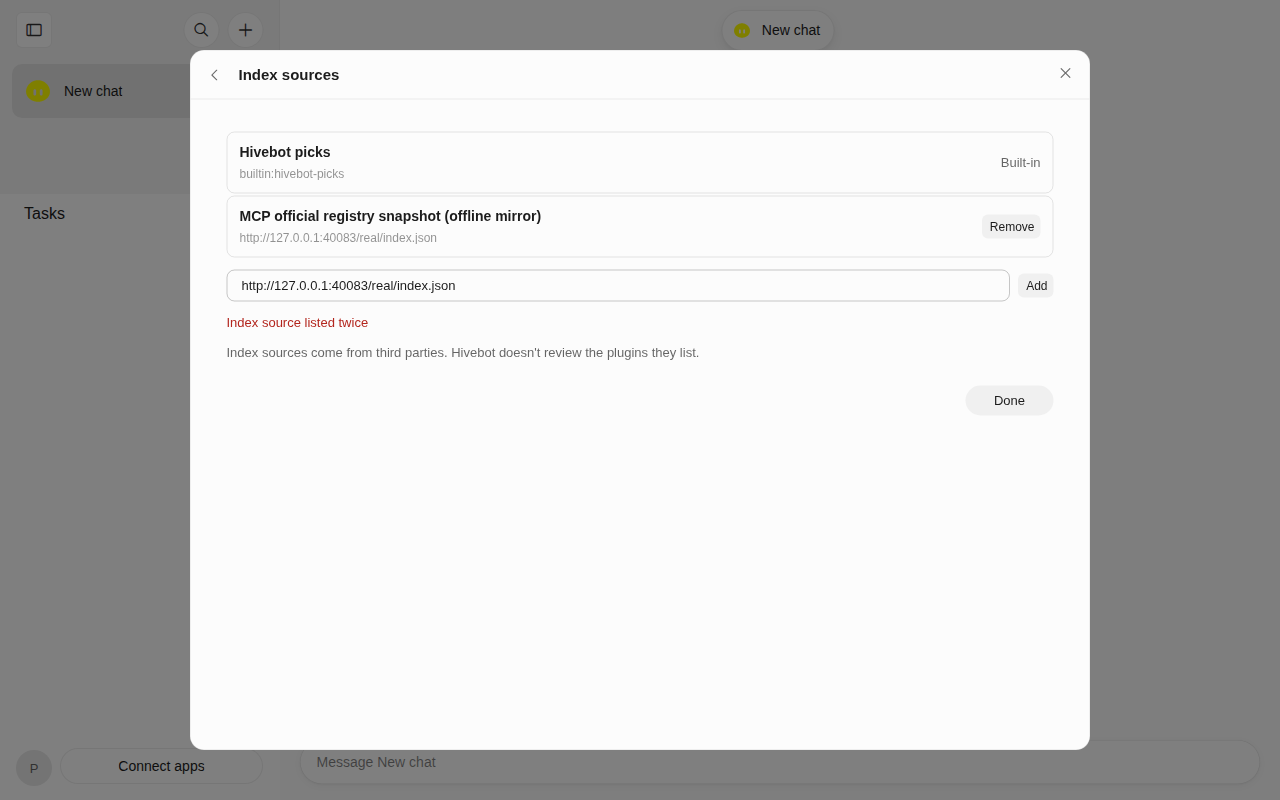 New chat
New chat
Tasks
Index sources
Hivebot picks
builtin:hivebot-picks
Built-in
MCP official registry snapshot (offline mirror)
http://127.0.0.1:40083/real/index.json
Remove
http://127.0.0.1:40083/real/index.json
Add
Index source listed twice
Index sources come from third parties. Hivebot doesn't review the plugins they list.
Done
P
Connect apps
Message New chat